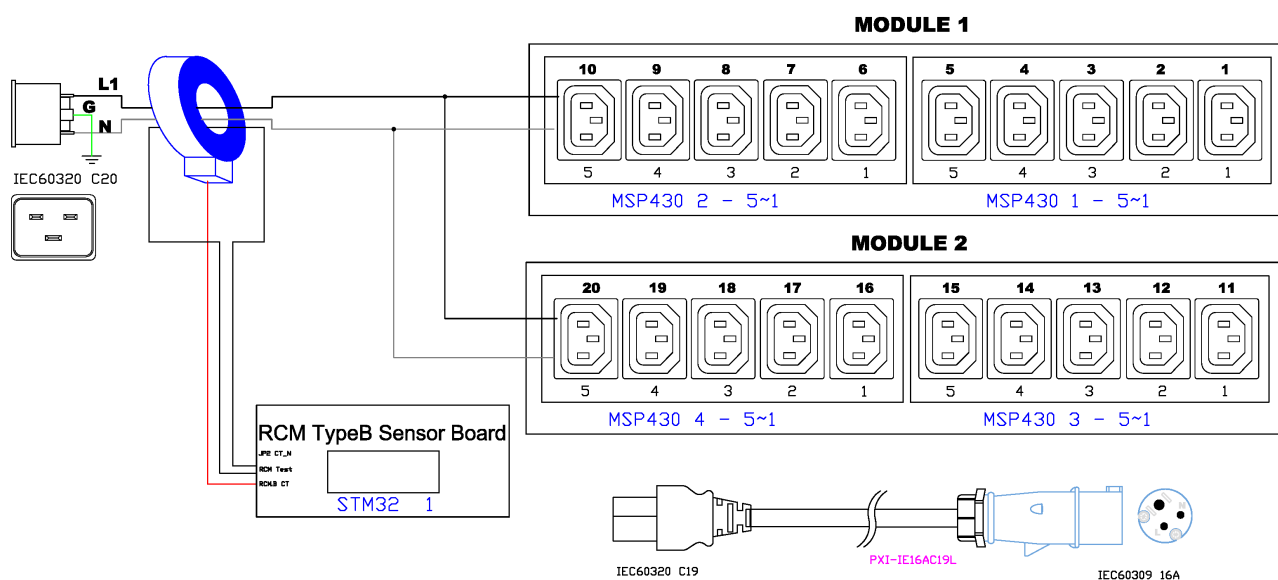 MODULE 1
L1
G
N
IEC60320 C20
10 9 8 7 6 5 4 3 2 1
5 4 3 2 1 5 4 3 2 1
MSP430 2 - 5~1 MSP430 1 - 5~1
MODULE 2
20 19 18 17 16 15 14 13 12 11
5 4 3 2 1 5 4 3 2 1
MSP430 4 - 5~1 MSP430 3 - 5~1
RCM TypeB Sensor Board
JP2 CT_N
RCM Test
RCM.B CT
STM32 1
N
L
PXI-IE16AC19L
IEC60320 C19
IEC60309 16A